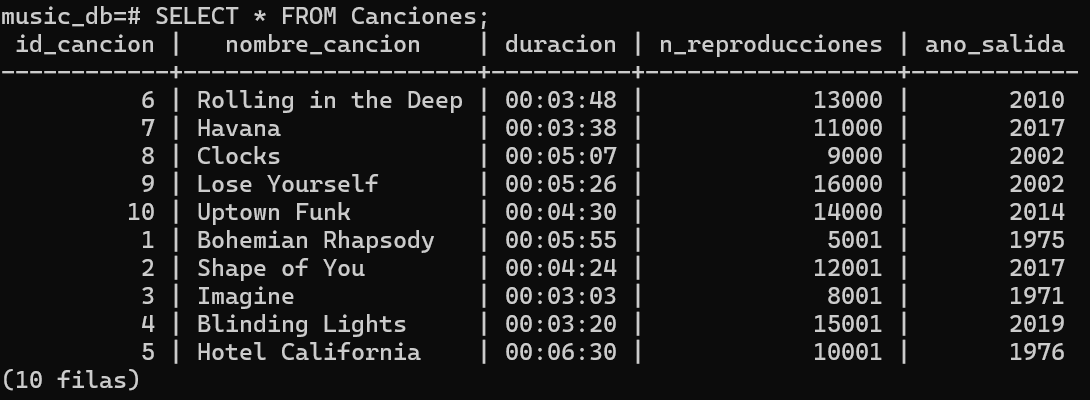 music_db=# SELECT * FROM Canciones;
 id_cancion |   nombre_cancion    | duracion | n_reproducciones | ano_salida
------------+---------------------+----------+------------------+------------
          6 | Rolling in the Deep | 00:03:48 |            13000 |       2010
          7 | Havana              | 00:03:38 |            11000 |       2017
          8 | Clocks              | 00:05:07 |             9000 |       2002
          9 | Lose Yourself       | 00:05:26 |            16000 |       2002
         10 | Uptown Funk         | 00:04:30 |            14000 |       2014
          1 | Bohemian Rhapsody   | 00:05:55 |             5001 |       1975
          2 | Shape of You        | 00:04:24 |            12001 |       2017
          3 | Imagine             | 00:03:03 |             8001 |       1971
          4 | Blinding Lights     | 00:03:20 |            15001 |       2019
          5 | Hotel California    | 00:06:30 |            10001 |       1976
(10 filas)